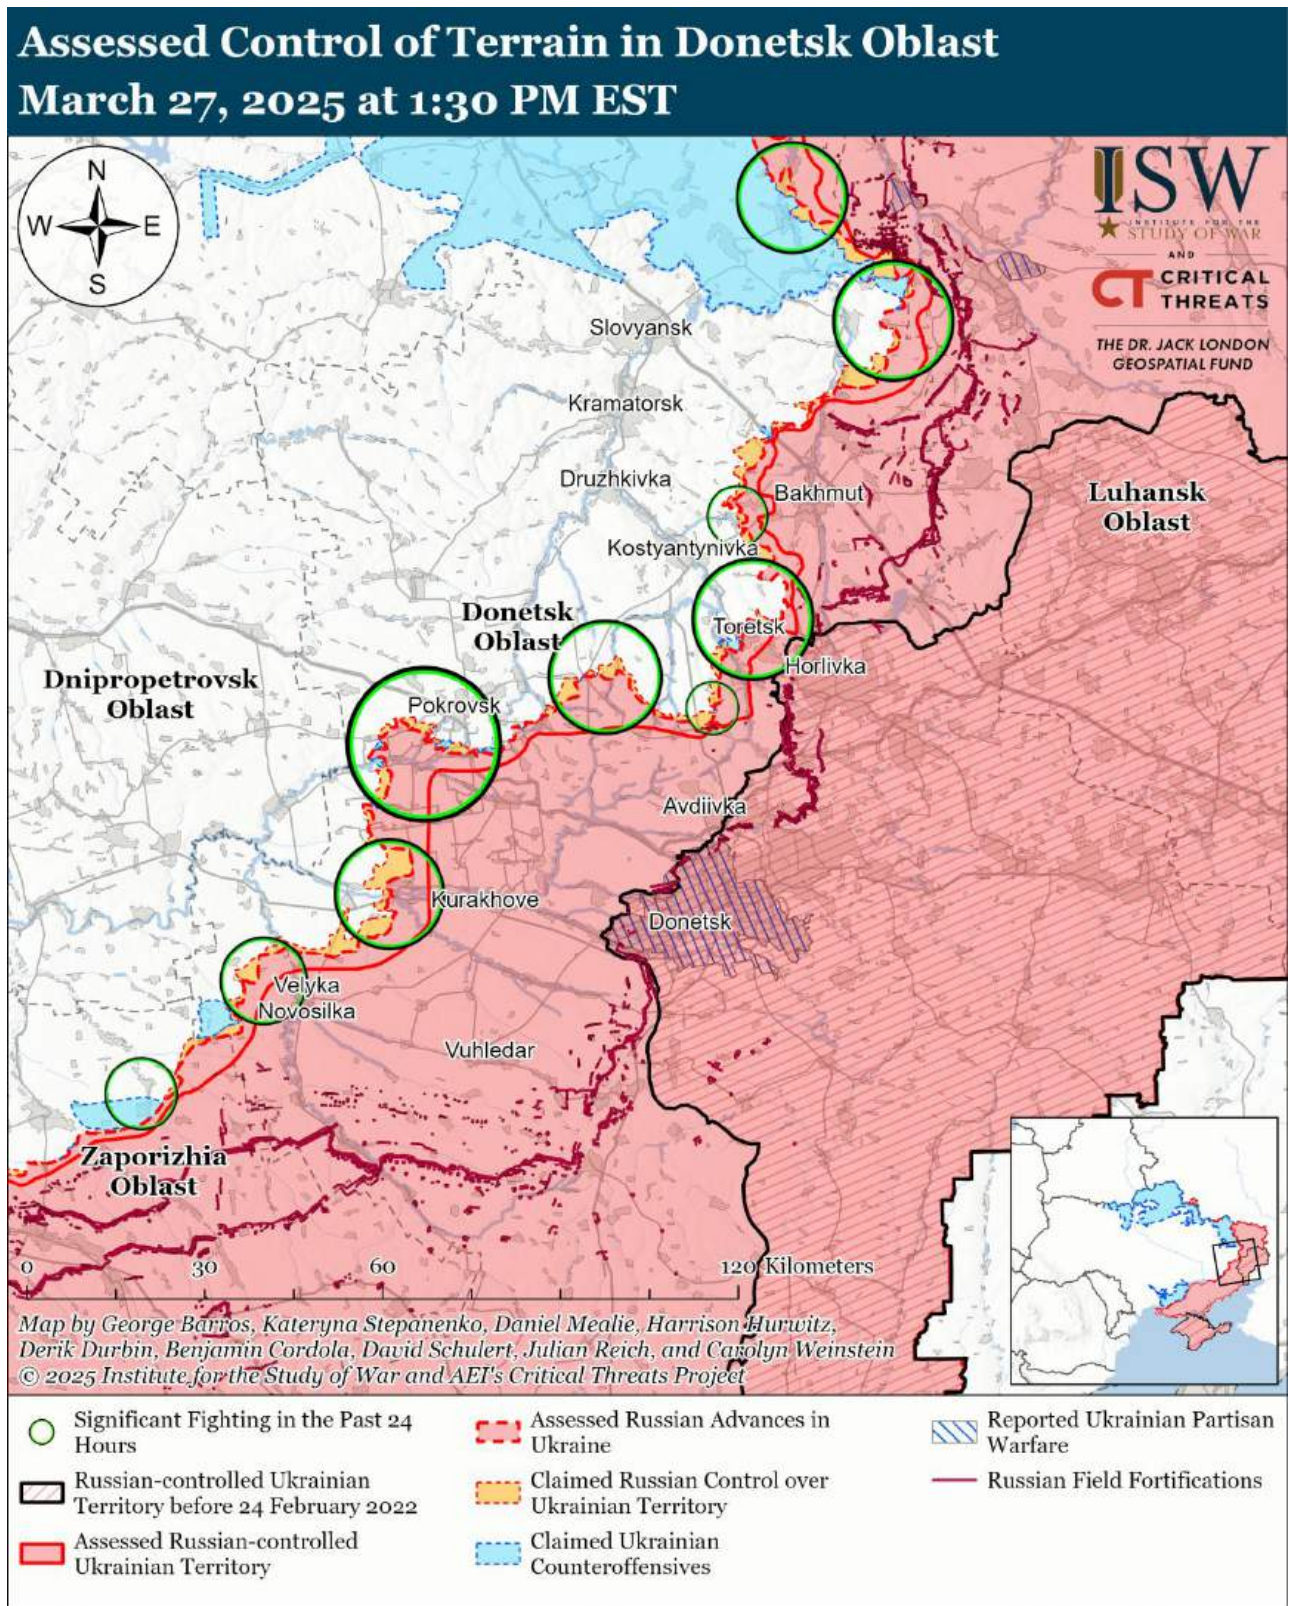 Assessed Control of Terrain in Donetsk Oblast
March 27, 2025 at 1:30 PM EST
N
W
E
S
ISW
INSTITUTE FOR THE
STUDY OF WAR
AND
CT CRITICAL
THREATS
THE DR. JACK LONDON
GEOSPATIAL FUND
Slovyansk
Kramatorsk
Druzhkivka
Bakhmut
Luhansk
Oblast
Kostyantynivka
Donetsk
Oblast
Toretsk
Horlivka
Dnipropetrovsk
Oblast
Pokrovsk
Avdiivka
Kurakhove
Donetsk
Velyka
Novosilka
Vuhledar
Zaporizhia
Oblast
0 30 60 120 Kilometers
Map by George Barros, Kateryna Stepanenko, Daniel Mealie, Harrison Hurwitz,
Derik Durbin, Benjamin Cordola, David Schulert, Julian Reich, and Carolyn Weinstein
© 2025 Institute for the Study of War and AEI's Critical Threats Project
Significant Fighting in the Past 24
Hours
Russian-controlled Ukrainian
Territory before 24 February 2022
Assessed Russian-controlled
Ukrainian Territory
Assessed Russian Advances in
Ukraine
Claimed Russian Control over
Ukrainian Territory
Claimed Ukrainian
Counteroffensives
Reported Ukrainian Partisan
Warfare
Russian Field Fortifications